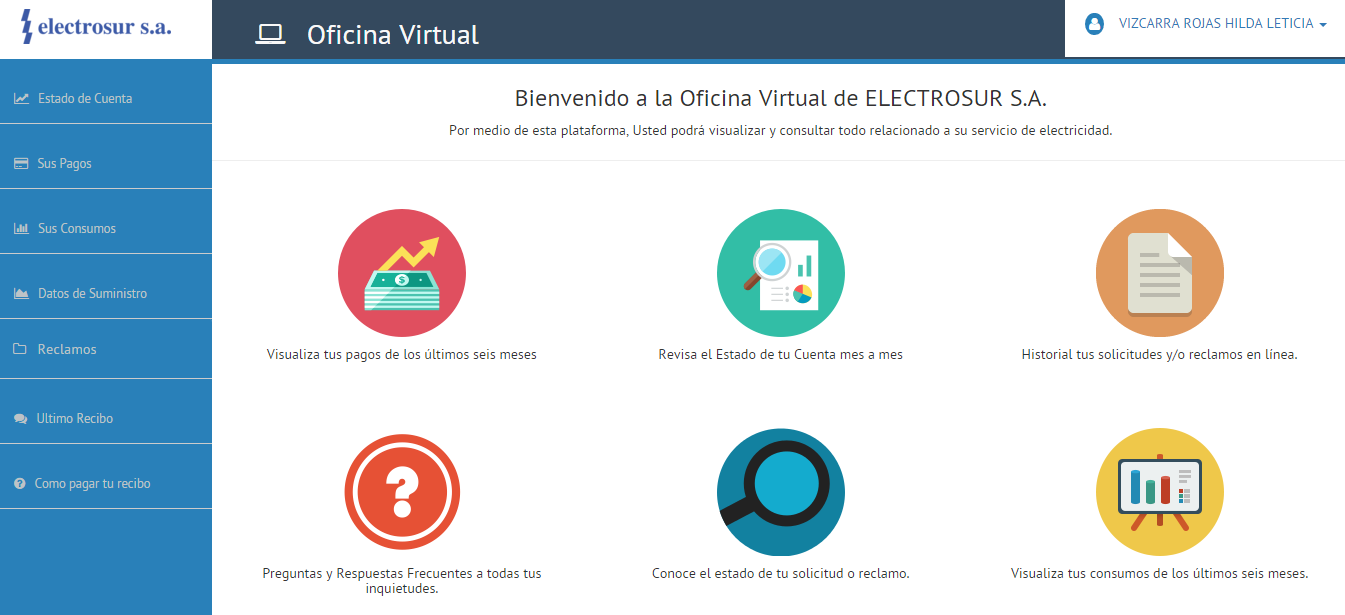 electrosur s.a.
Oficina Virtual
VIZCARRA ROJAS HILDA LETICIA
Estado de Cuenta
Sus Pagos
Sus Consumos
Datos de Suministro
Reclamos
Ultimo Recibo
Como pagar tu recibo
Bienvenido a la Oficina Virtual de ELECTROSUR S.A.
Por medio de esta plataforma, Usted podrá visualizar y consultar todo relacionado a su servicio de electricidad.
$
Visualiza tus pagos de los últimos seis meses
Revisa el Estado de tu Cuenta mes a mes
Historial tus solicitudes y/o reclamos en línea.
?
Preguntas y Respuestas Frecuentes a todas tus
inquietudes.
Conoce el estado de tu solicitud o reclamo.
Visualiza tus consumos de los últimos seis meses.